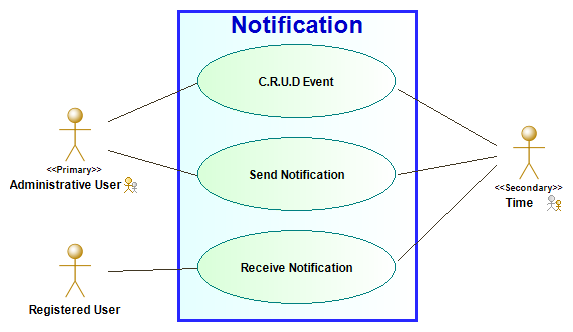 Notification
C.R.U.D Event
<<Primary>>
Administrative User
Send Notification
<<Secondary>>
Time
Receive Notification
Registered User